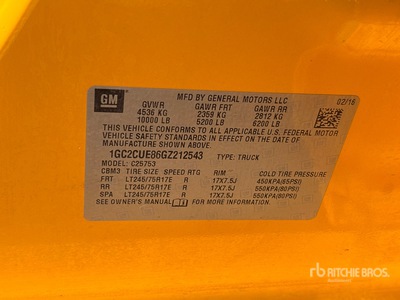 GM
MFD BY GENERAL MOTORS LLC
02/16
GVWR GAWR FRT GAWR RR
4536 KG 2359 KG 2812 KG
10000 LB 5200 LB 6200 LB
THIS VEHICLE CONFORMS TO ALL APPLICABLE U.S. FEDERAL MOTOR
VEHICLE SAFETY STANDARDS IN EFFECT ON THE DATE OF
MANUFACTURE SHOWN ABOVE.
1GC2CUE86GZ212543 TYPE: TRUCK
MODEL: C25753
CBM3 TIRE SIZE SPEED RTG RIM COLD TIRE PRESSURE
FRT LT245/75R17E R 17X7.5J 450KPA(65PSI)
RR LT245/75R17E R 17X7.5J 550KPA(80PSI)
SPA LT245/75R17E R 17X7.5J 550KPA(80PSI)
SEE OWNER'S MANUAL FOR MORE INFORMATION.
rb RITCHIE BROS.